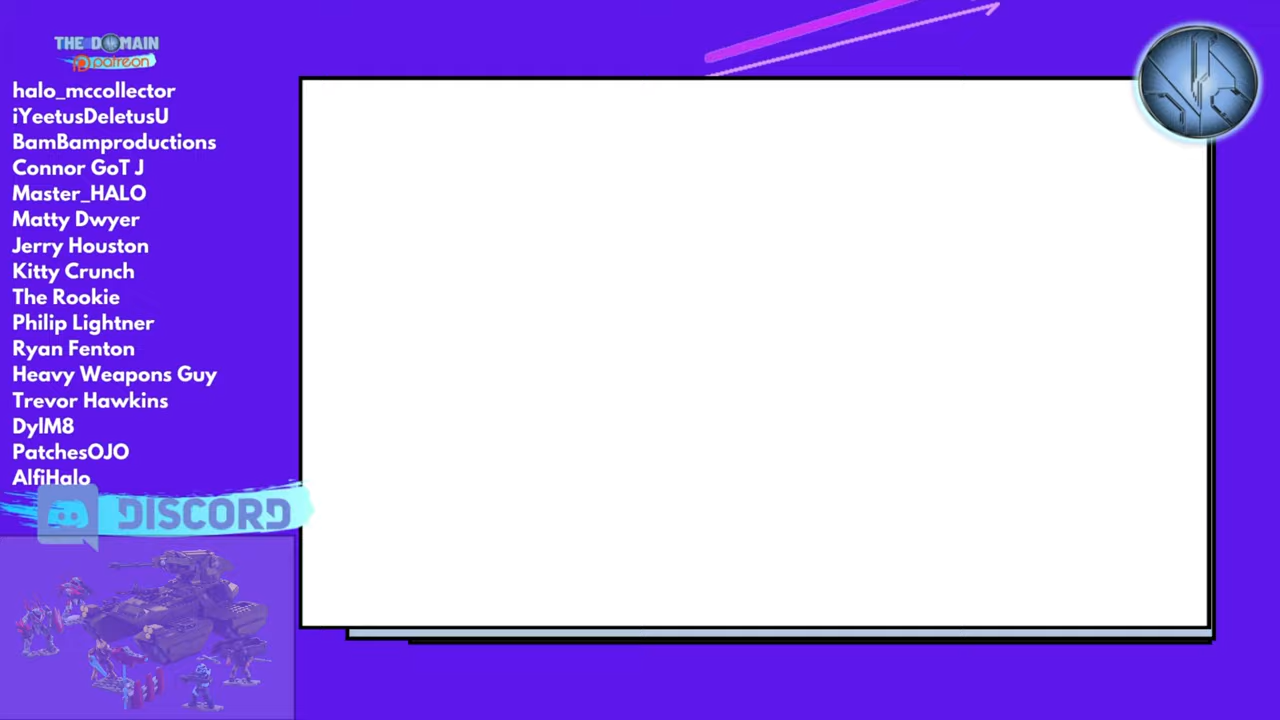 THE DOMAIN
patreon
halo_mccollector
iYeetusDeletusU
BamBamproductions
Connor GoT J
Master_HALO
Matty Dwyer
Jerry Houston
Kitty Crunch
The Rookie
Philip Lightner
Ryan Fenton
Heavy Weapons Guy
Trevor Hawkins
DylM8
PatchesOJO
AlfiHalo
DISCORD